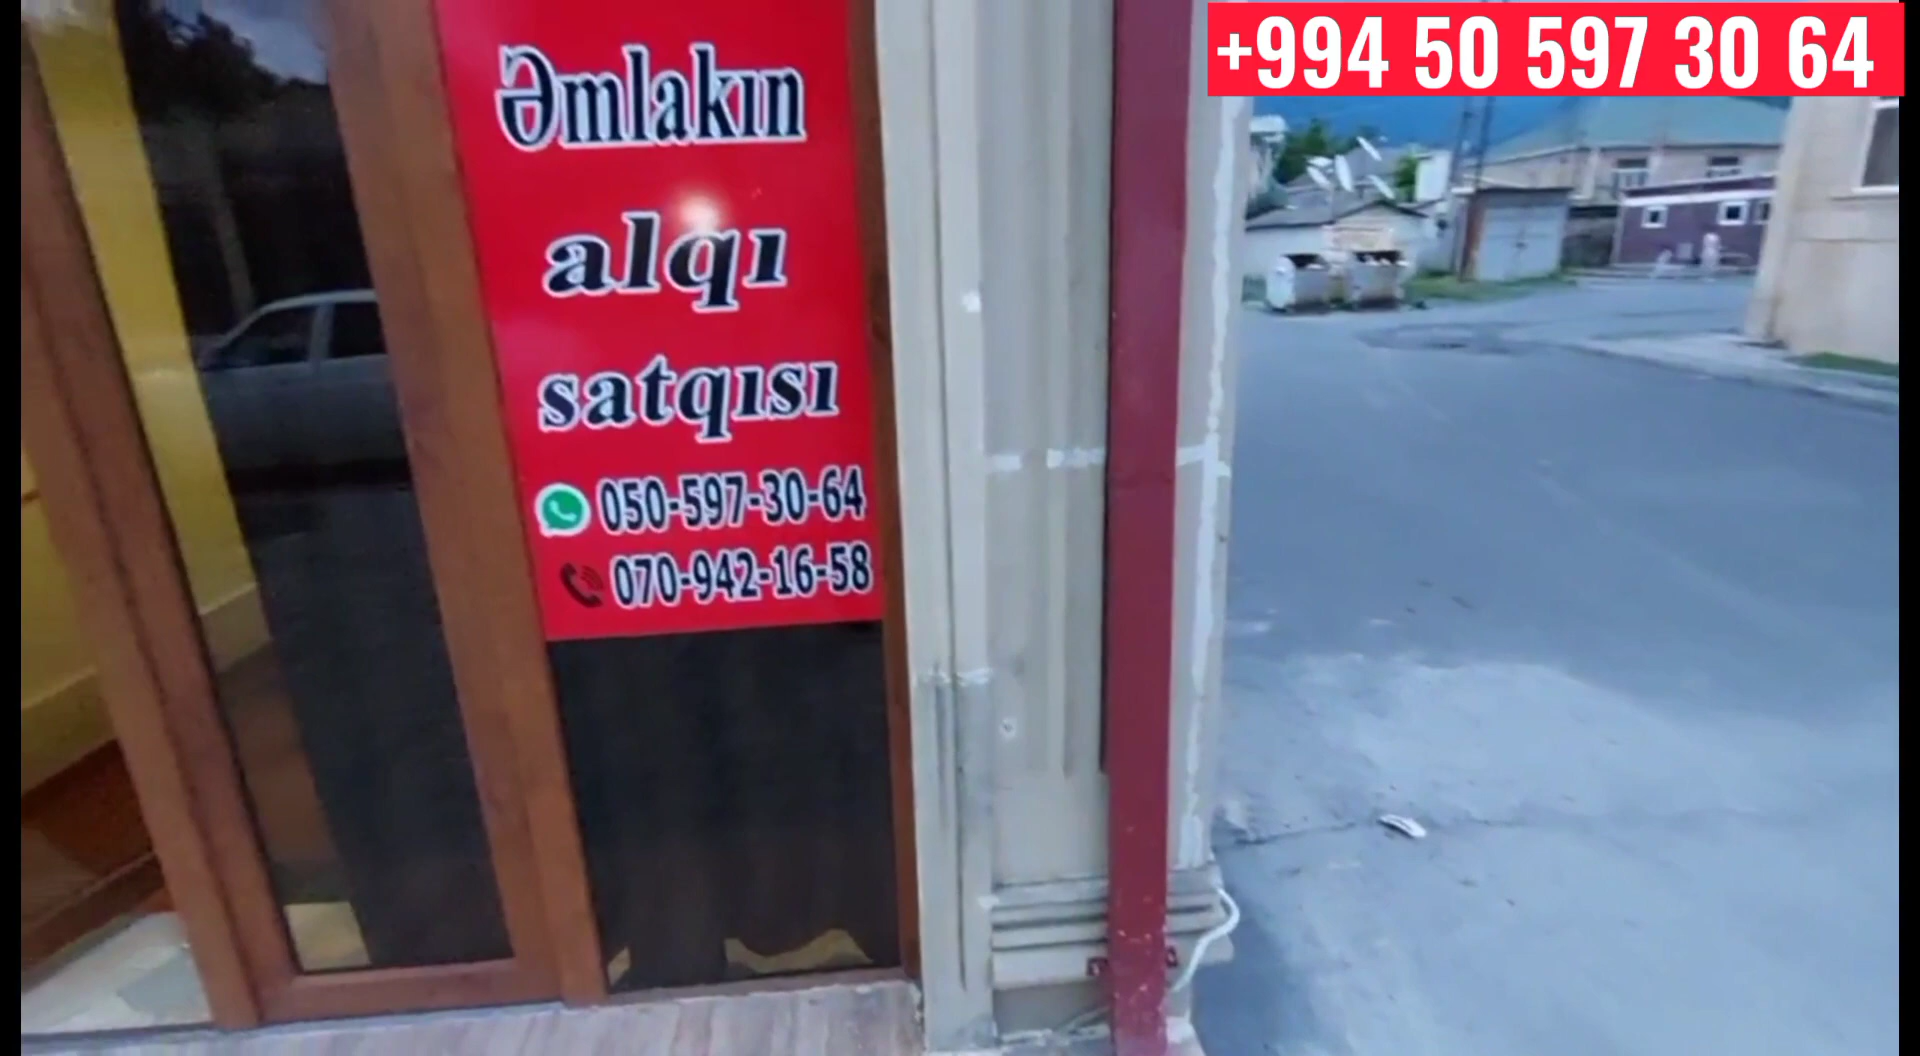 +994 50 597 30 64
Əmlakın
alqı
satqısı
050-597-30-64
070-942-16-58